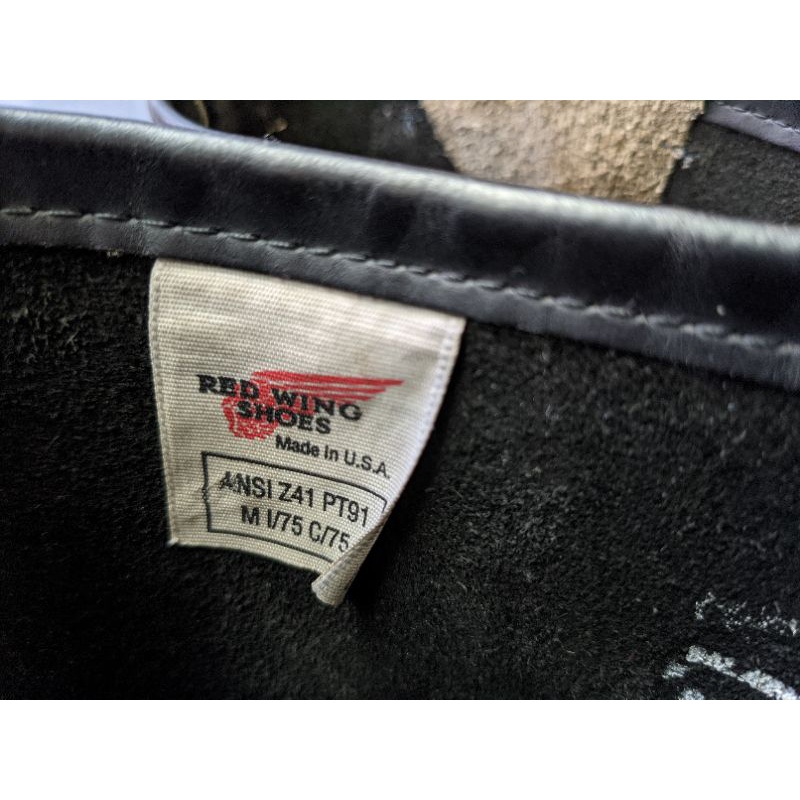 RED WING
SHOES
Made in U.S.A.
ANSI Z41 PT91
M I/75 C/75